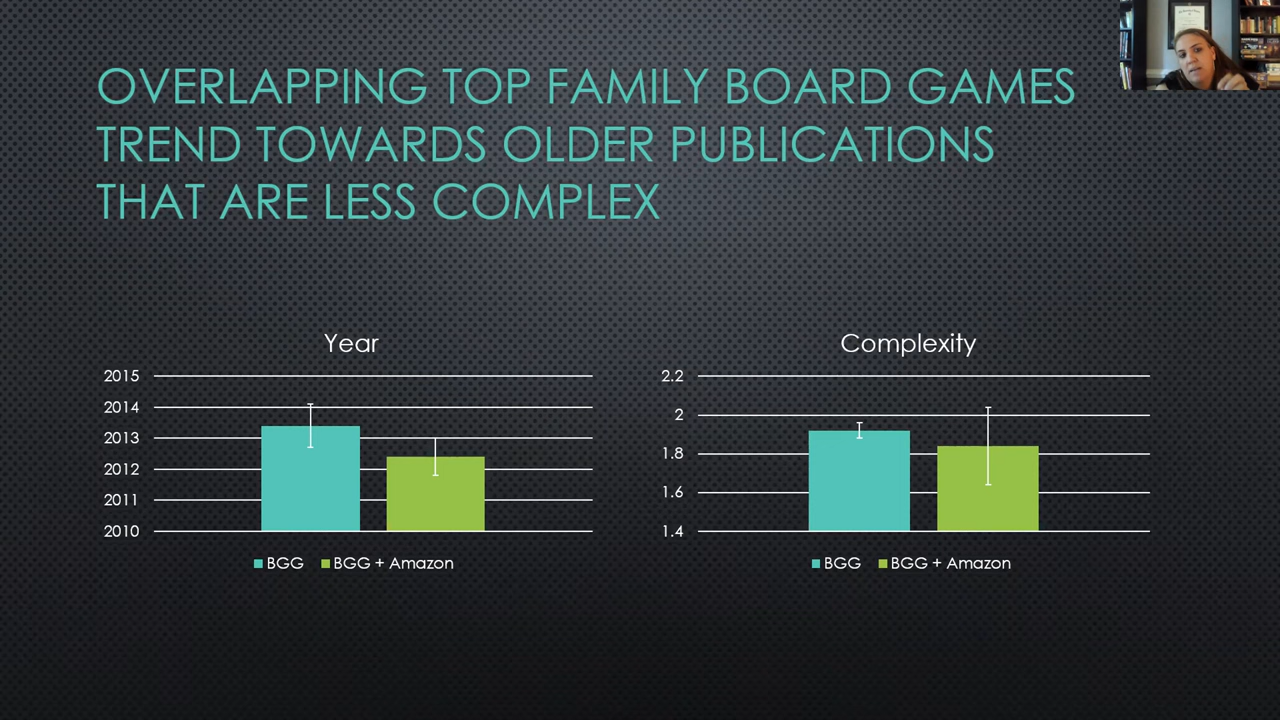 OVERLAPPING TOP FAMILY BOARD GAMES
TREND TOWARDS OLDER PUBLICATIONS
THAT ARE LESS COMPLEX
Year
2015
2014
2013
2012
2011
2010
BGG
BGG + Amazon
Complexity
2.2
2
1.8
1.6
1.4
BGG
BGG + Amazon